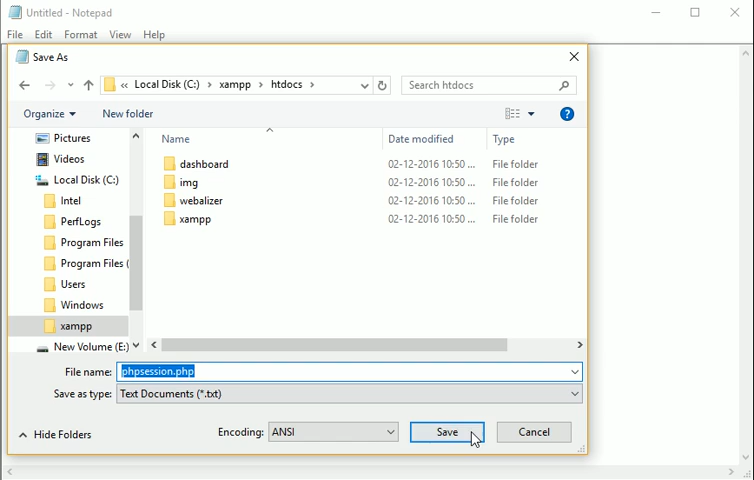 Untitled - Notepad
File Edit Format View Help
Save As
« Local Disk (C:) › xampp › htdocs ›
Search htdocs
Organize New folder
?
Name Date modified Type
Pictures
Videos
Local Disk (C:)
Intel
PerfLogs
Program Files
Program Files (
Users
Windows
xampp
New Volume (E:)
dashboard 02-12-2016 10:50 ... File folder
img 02-12-2016 10:50 ... File folder
webalizer 02-12-2016 10:50 ... File folder
xampp 02-12-2016 10:50 ... File folder
File name: phpsession.php
Save as type: Text Documents (*.txt)
Hide Folders
Encoding: ANSI
Save
Cancel